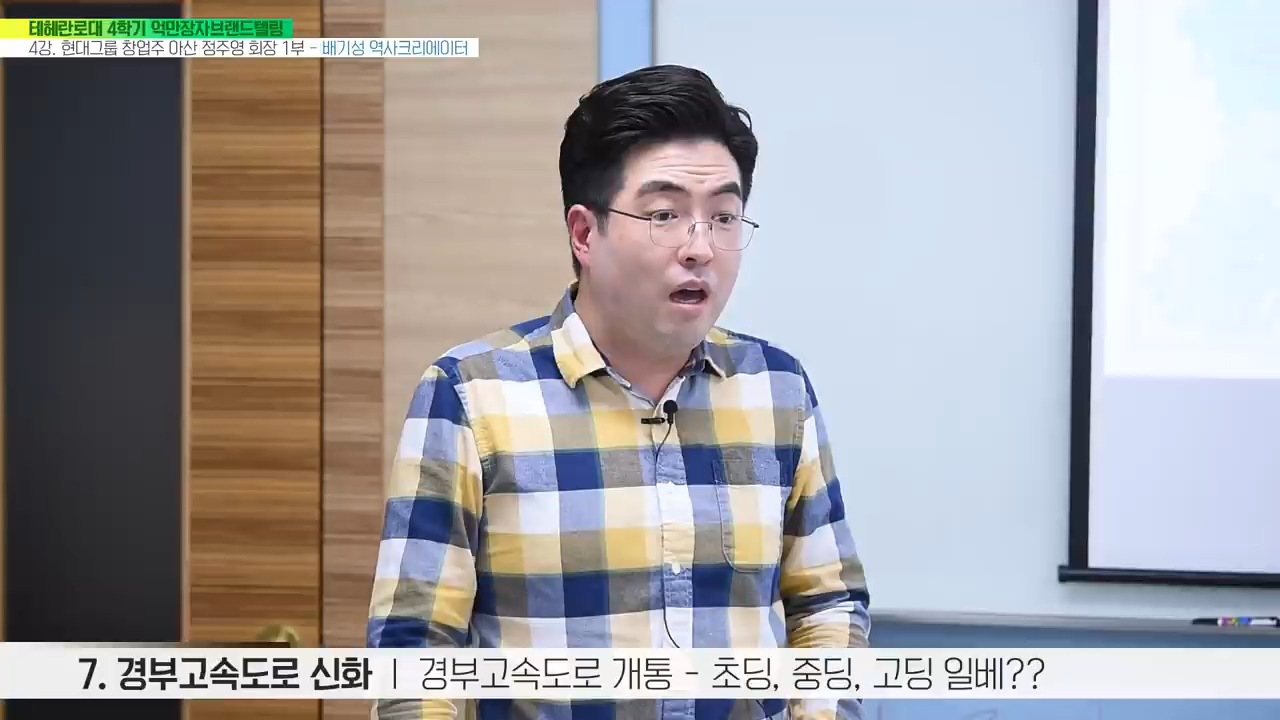 테헤란로대 4학기 억만장자브랜드텔링
4강. 현대그룹 창업주 아산 정주영 회장 1부 - 배기성 역사크리에이터
7. 경부고속도로 신화 | 경부고속도로 개통 - 초딩, 중딩, 고딩 일베??